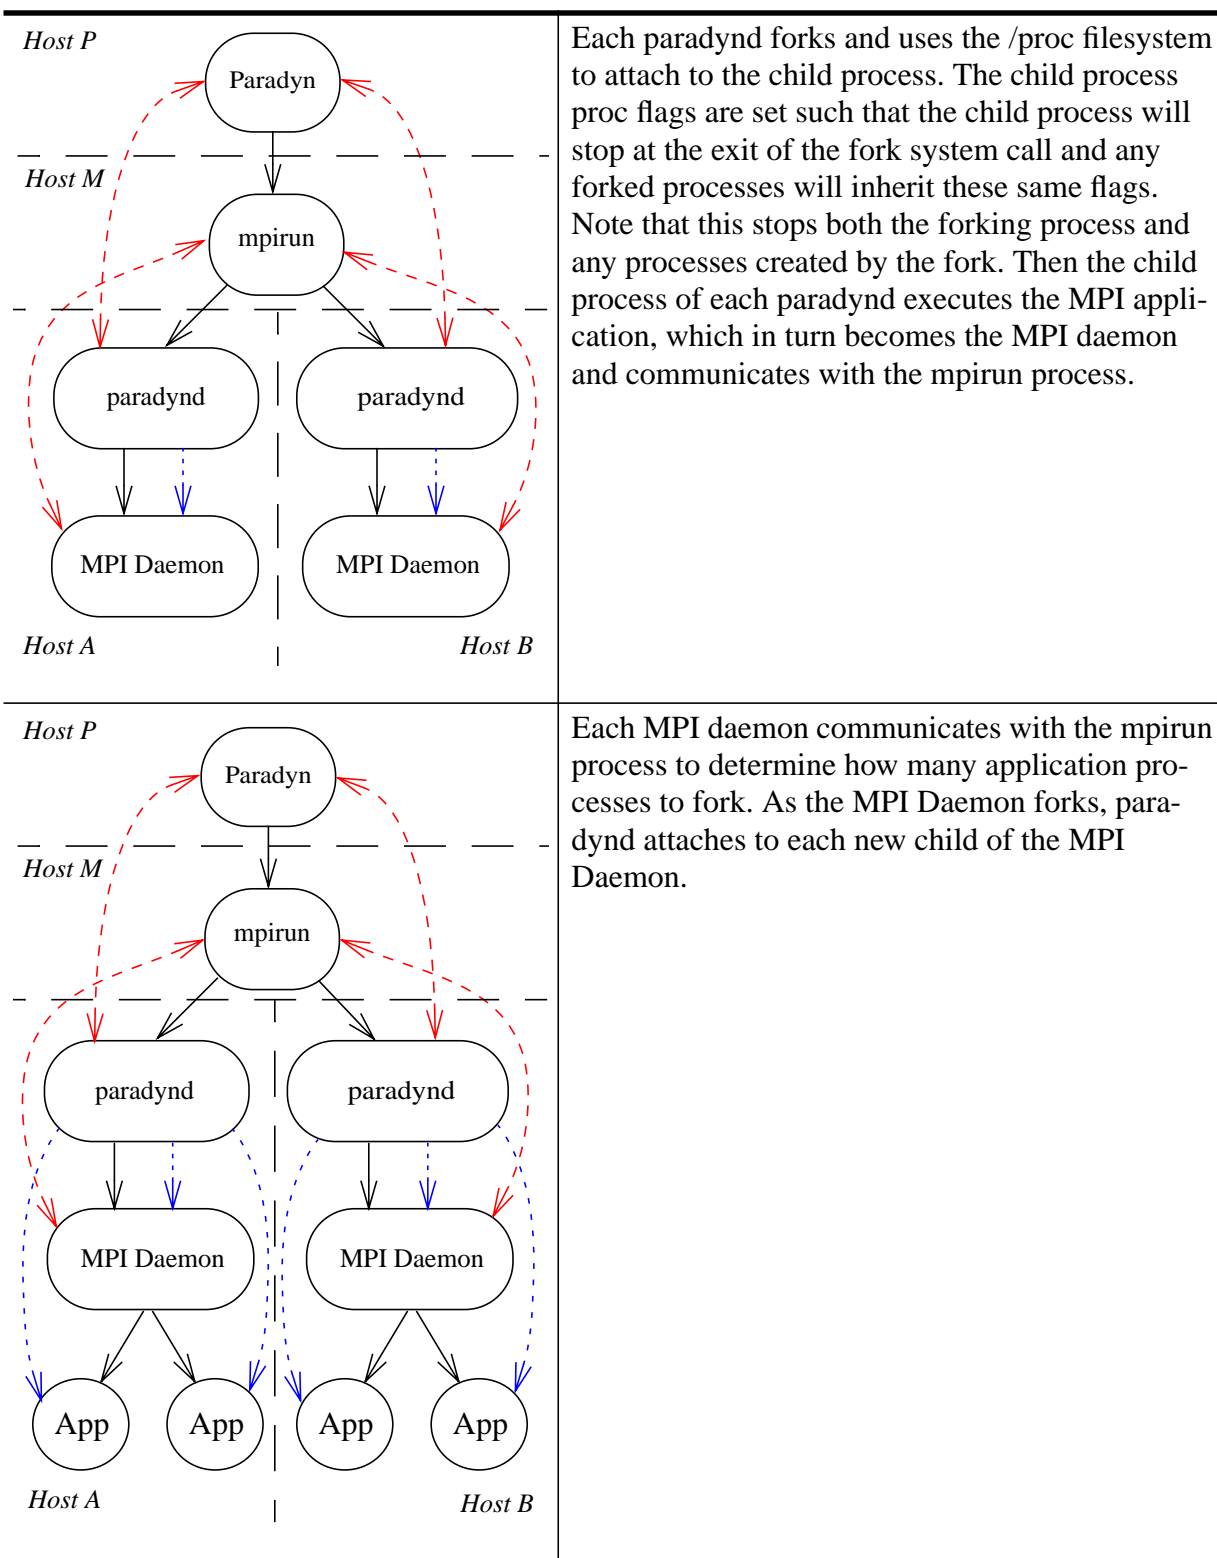 Host P
Paradyn
Host M
mpirun
paradynd
paradynd
MPI Daemon
MPI Daemon
Host A
Host B
Each paradynd forks and uses the /proc filesystem
to attach to the child process. The child process
proc flags are set such that the child process will
stop at the exit of the fork system call and any
forked processes will inherit these same flags.
Note that this stops both the forking process and
any processes created by the fork. Then the child
process of each paradynd executes the MPI appli-
cation, which in turn becomes the MPI daemon
and communicates with the mpirun process.
Host P
Paradyn
Host M
mpirun
paradynd
paradynd
MPI Daemon
MPI Daemon
App
App
App
App
Host A
Host B
Each MPI daemon communicates with the mpirun
process to determine how many application pro-
cesses to fork. As the MPI Daemon forks, para-
dynd attaches to each new child of the MPI
Daemon.